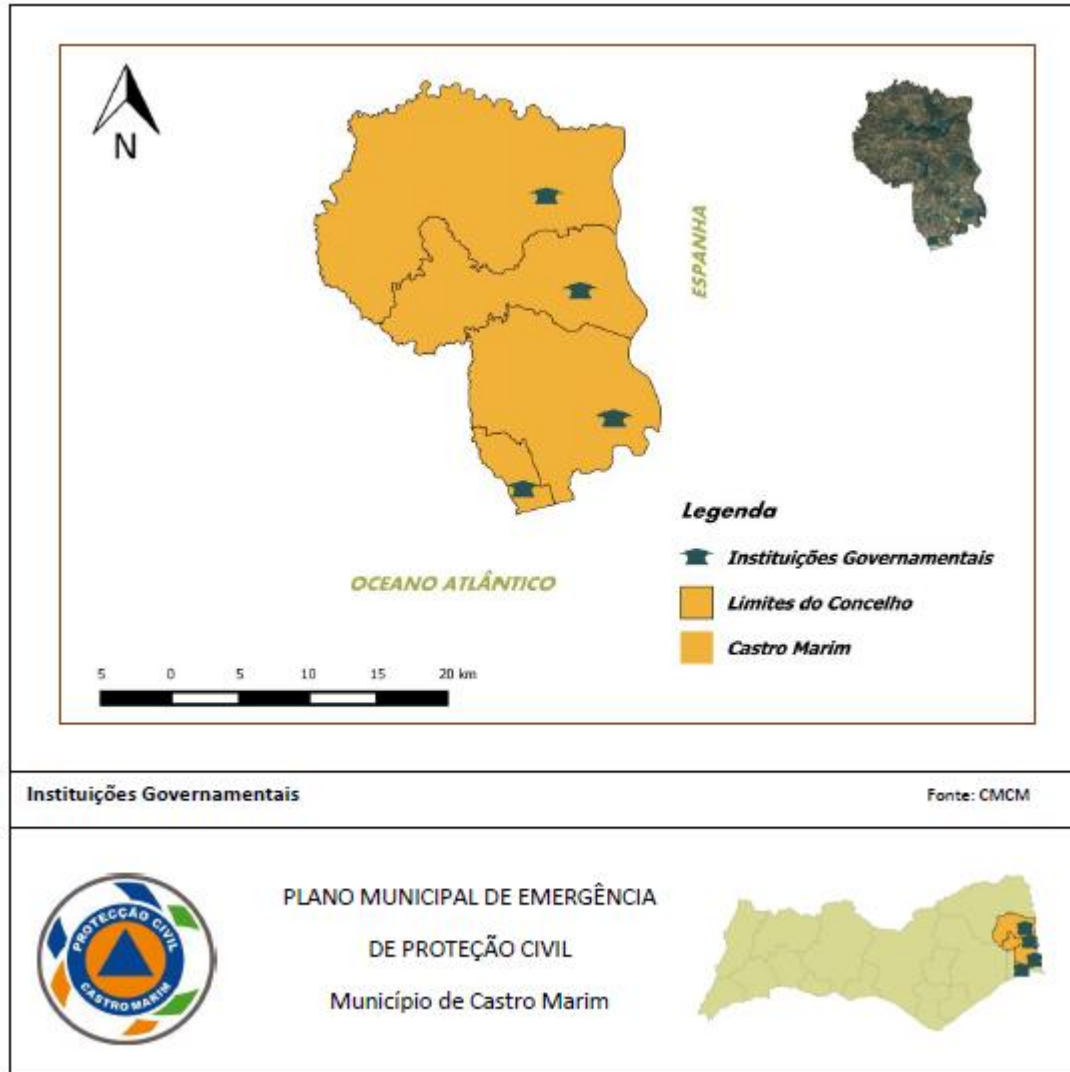 N
ESPANHA
OCEANO ATLÂNTICO
Legenda
Instituições Governamentais
Limites do Concelho
Castro Marim
5 0 5 10 15 20 km
Instituições Governamentais
Fonte: CMCM
PROTECÇÃO CIVIL
CASTRO MARIM
PLANO MUNICIPAL DE EMERGÊNCIA
DE PROTEÇÃO CIVIL
Município de Castro Marim